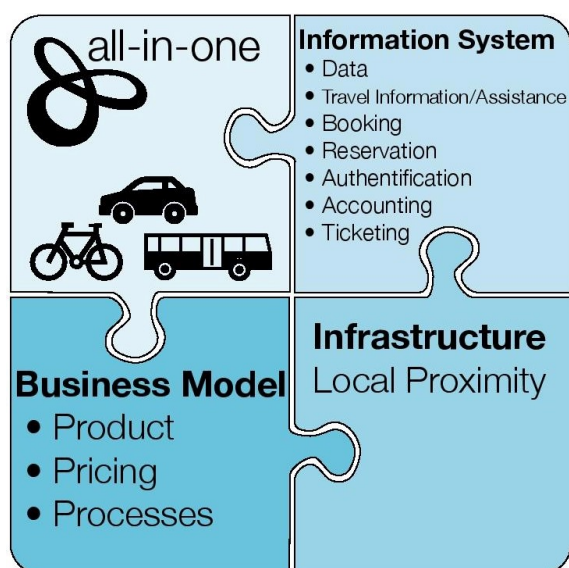 all-in-one
Information System
• Data
• Travel Information/Assistance
• Booking
• Reservation
• Authentification
• Accounting
• Ticketing
Business Model
• Product
• Pricing
• Processes
Infrastructure
Local Proximity